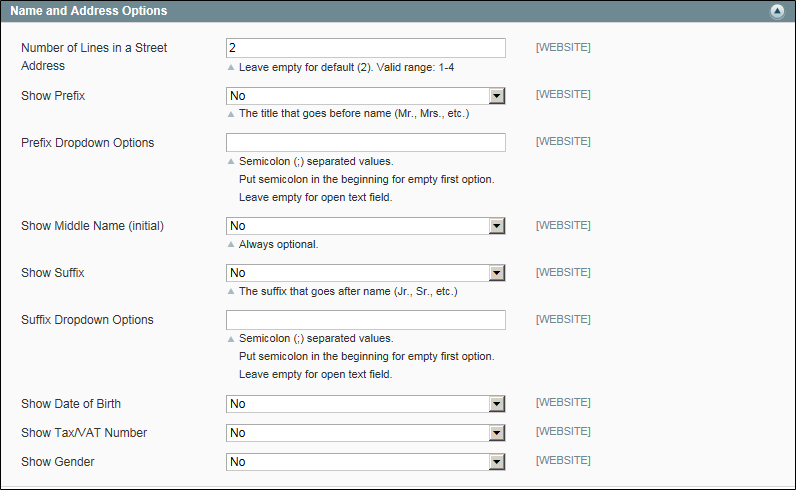 Name and Address Options
Number of Lines in a Street Address
2
[WEBSITE]
Leave empty for default (2). Valid range: 1-4
Show Prefix
No
[WEBSITE]
The title that goes before name (Mr., Mrs., etc.)
Prefix Dropdown Options
[WEBSITE]
Semicolon (;) separated values.
Put semicolon in the beginning for empty first option.
Leave empty for open text field.
Show Middle Name (initial)
No
[WEBSITE]
Always optional.
Show Suffix
No
[WEBSITE]
The suffix that goes after name (Jr., Sr., etc.)
Suffix Dropdown Options
[WEBSITE]
Semicolon (;) separated values.
Put semicolon in the beginning for empty first option.
Leave empty for open text field.
Show Date of Birth
No
[WEBSITE]
Show Tax/VAT Number
No
[WEBSITE]
Show Gender
No
[WEBSITE]